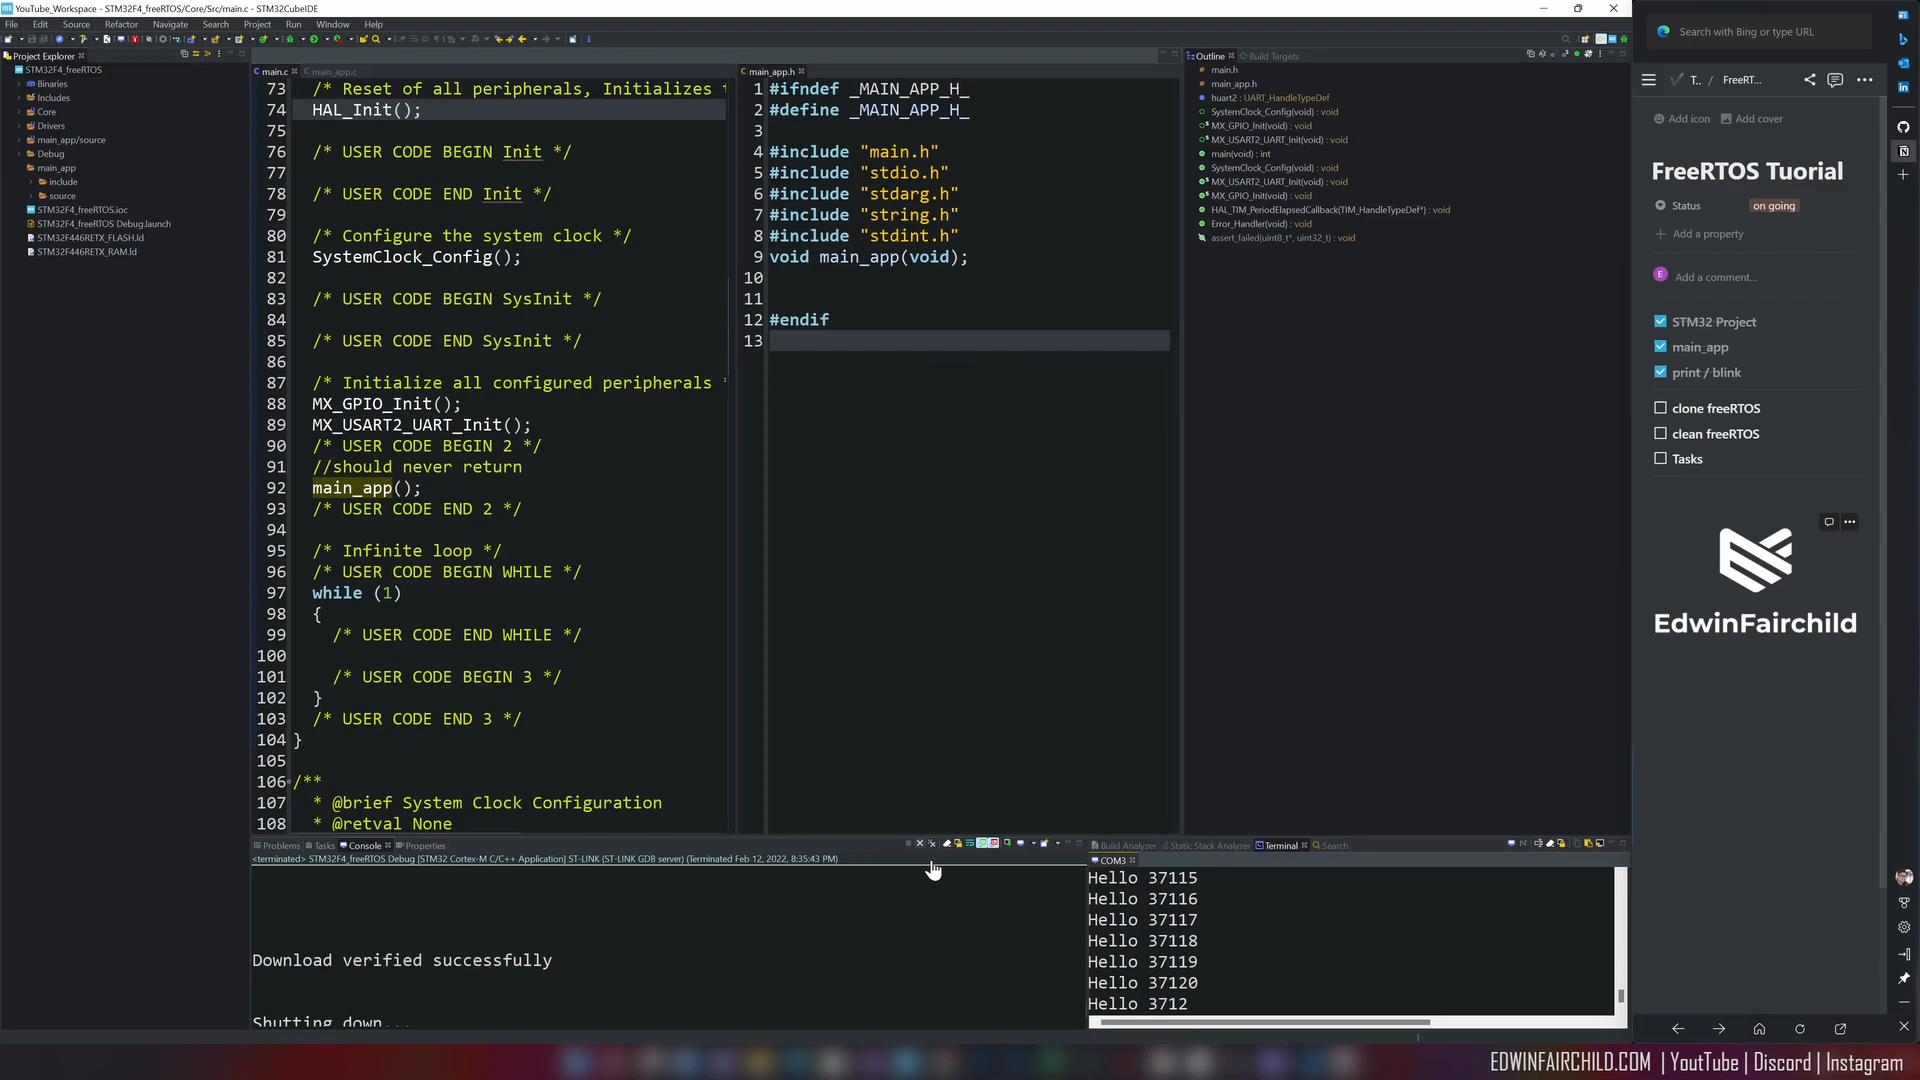 YouTube_Workspace - STM32F4_freeRTOS/Core/Src/main.c - STM32CubeIDE
File Edit Source Refactor Navigate Search Project Run Window Help
Project Explorer
STM32F4_freeRTOS
Binaries
Includes
Core
Drivers
main_app/source
Debug
main_app
include
source
STM32F4_freeRTOS.ioc
STM32F4_freeRTOS Debug.launch
STM32F446RETX_FLASH.ld
STM32F446RETX_RAM.ld
main.c main_app.c
73 /* Reset of all peripherals, Initializes
74 HAL_Init();
75
76 /* USER CODE BEGIN Init */
77
78 /* USER CODE END Init */
79
80 /* Configure the system clock */
81 SystemClock_Config();
82
83 /* USER CODE BEGIN SysInit */
84
85 /* USER CODE END SysInit */
86
87 /* Initialize all configured peripherals
88 MX_GPIO_Init();
89 MX_USART2_UART_Init();
90 /* USER CODE BEGIN 2 */
91 //should never return
92 main_app();
93 /* USER CODE END 2 */
94
95 /* Infinite loop */
96 /* USER CODE BEGIN WHILE */
97 while (1)
98 {
99 /* USER CODE END WHILE */
100
101 /* USER CODE BEGIN 3 */
102 }
103 /* USER CODE END 3 */
104 }
105
106 /**
107 * @brief System Clock Configuration
108 * @retval None
main_app.h
1 #ifndef _MAIN_APP_H_
2 #define _MAIN_APP_H_
3
4 #include "main.h"
5 #include "stdio.h"
6 #include "stdarg.h"
7 #include "string.h"
8 #include "stdint.h"
9 void main_app(void);
10
11
12 #endif
13
Outline Build Targets
main.h
main_app.h
huart2 : UART_HandleTypeDef
SystemClock_Config(void) : void
MX_GPIO_Init(void) : void
MX_USART2_UART_Init(void) : void
main(void) : int
SystemClock_Config(void) : void
MX_USART2_UART_Init(void) : void
MX_GPIO_Init(void) : void
HAL_TIM_PeriodElapsedCallback(TIM_HandleTypeDef*) : void
Error_Handler(void) : void
assert_failed(uint8_t*, uint32_t) : void
Problems Tasks Console Properties
<terminated> STM32F4_freeRTOS Debug [STM32 Cortex-M C/C++ Application] ST-LINK (ST-LINK GDB server) (Terminated Feb 12, 2022, 8:35:43 PM)
Download verified successfully
Shutting down...
Build Analyzer Static Stack Analyzer Terminal Search
COM3
Hello 37115
Hello 37116
Hello 37117
Hello 37118
Hello 37119
Hello 37120
Hello 3712
Search with Bing or type URL
T... / FreeRT...
Add icon Add cover
FreeRTOS Tuorial
Status on going
Add a property
E Add a comment...
STM32 Project
main_app
print / blink
clone freeRTOS
clean freeRTOS
Tasks
EdwinFairchild
EDWINFAIRCHILD.COM | YouTube | Discord | Instagram